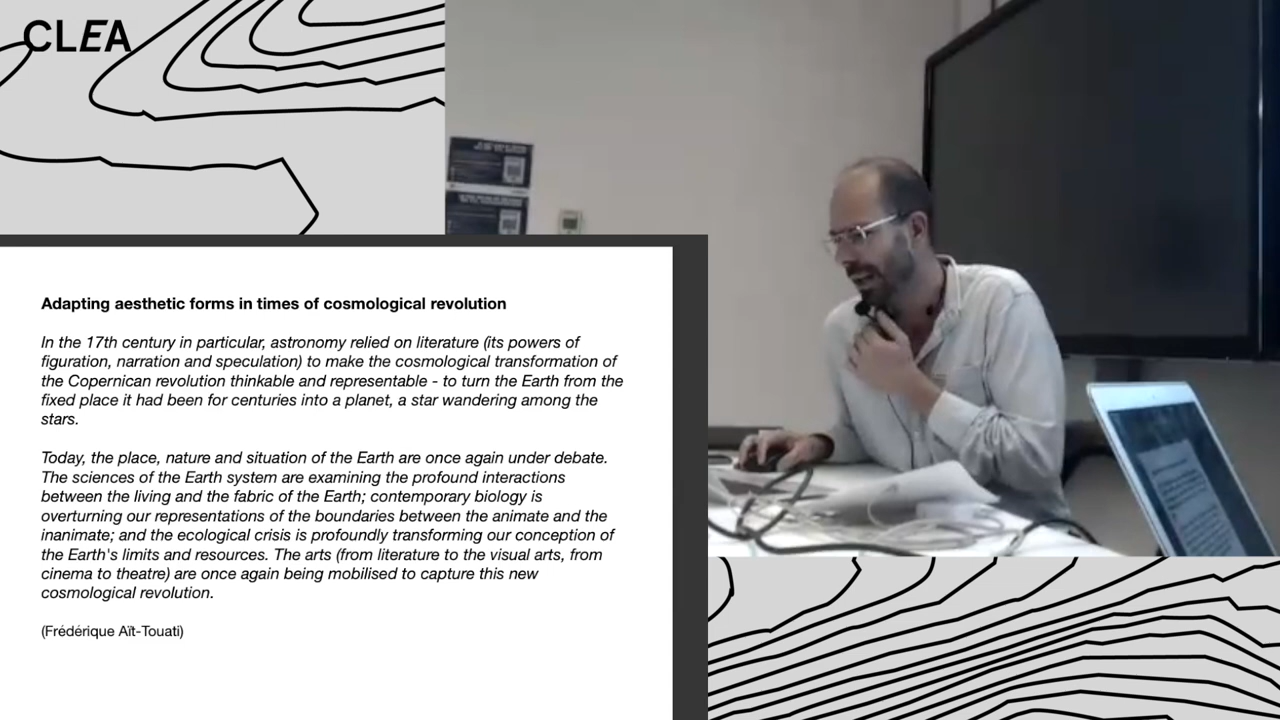 CLEA
Adapting aesthetic forms in times of cosmological revolution
In the 17th century in particular, astronomy relied on literature (its powers of
figuration, narration and speculation) to make the cosmological transformation of
the Copernican revolution thinkable and representable - to turn the Earth from the
fixed place it had been for centuries into a planet, a star wandering among the
stars.
Today, the place, nature and situation of the Earth are once again under debate.
The sciences of the Earth system are examining the profound interactions
between the living and the fabric of the Earth; contemporary biology is
overturning our representations of the boundaries between the animate and the
inanimate; and the ecological crisis is profoundly transforming our conception of
the Earth's limits and resources. The arts (from literature to the visual arts, from
cinema to theatre) are once again being mobilised to capture this new
cosmological revolution.
(Frédérique Aït-Touati)